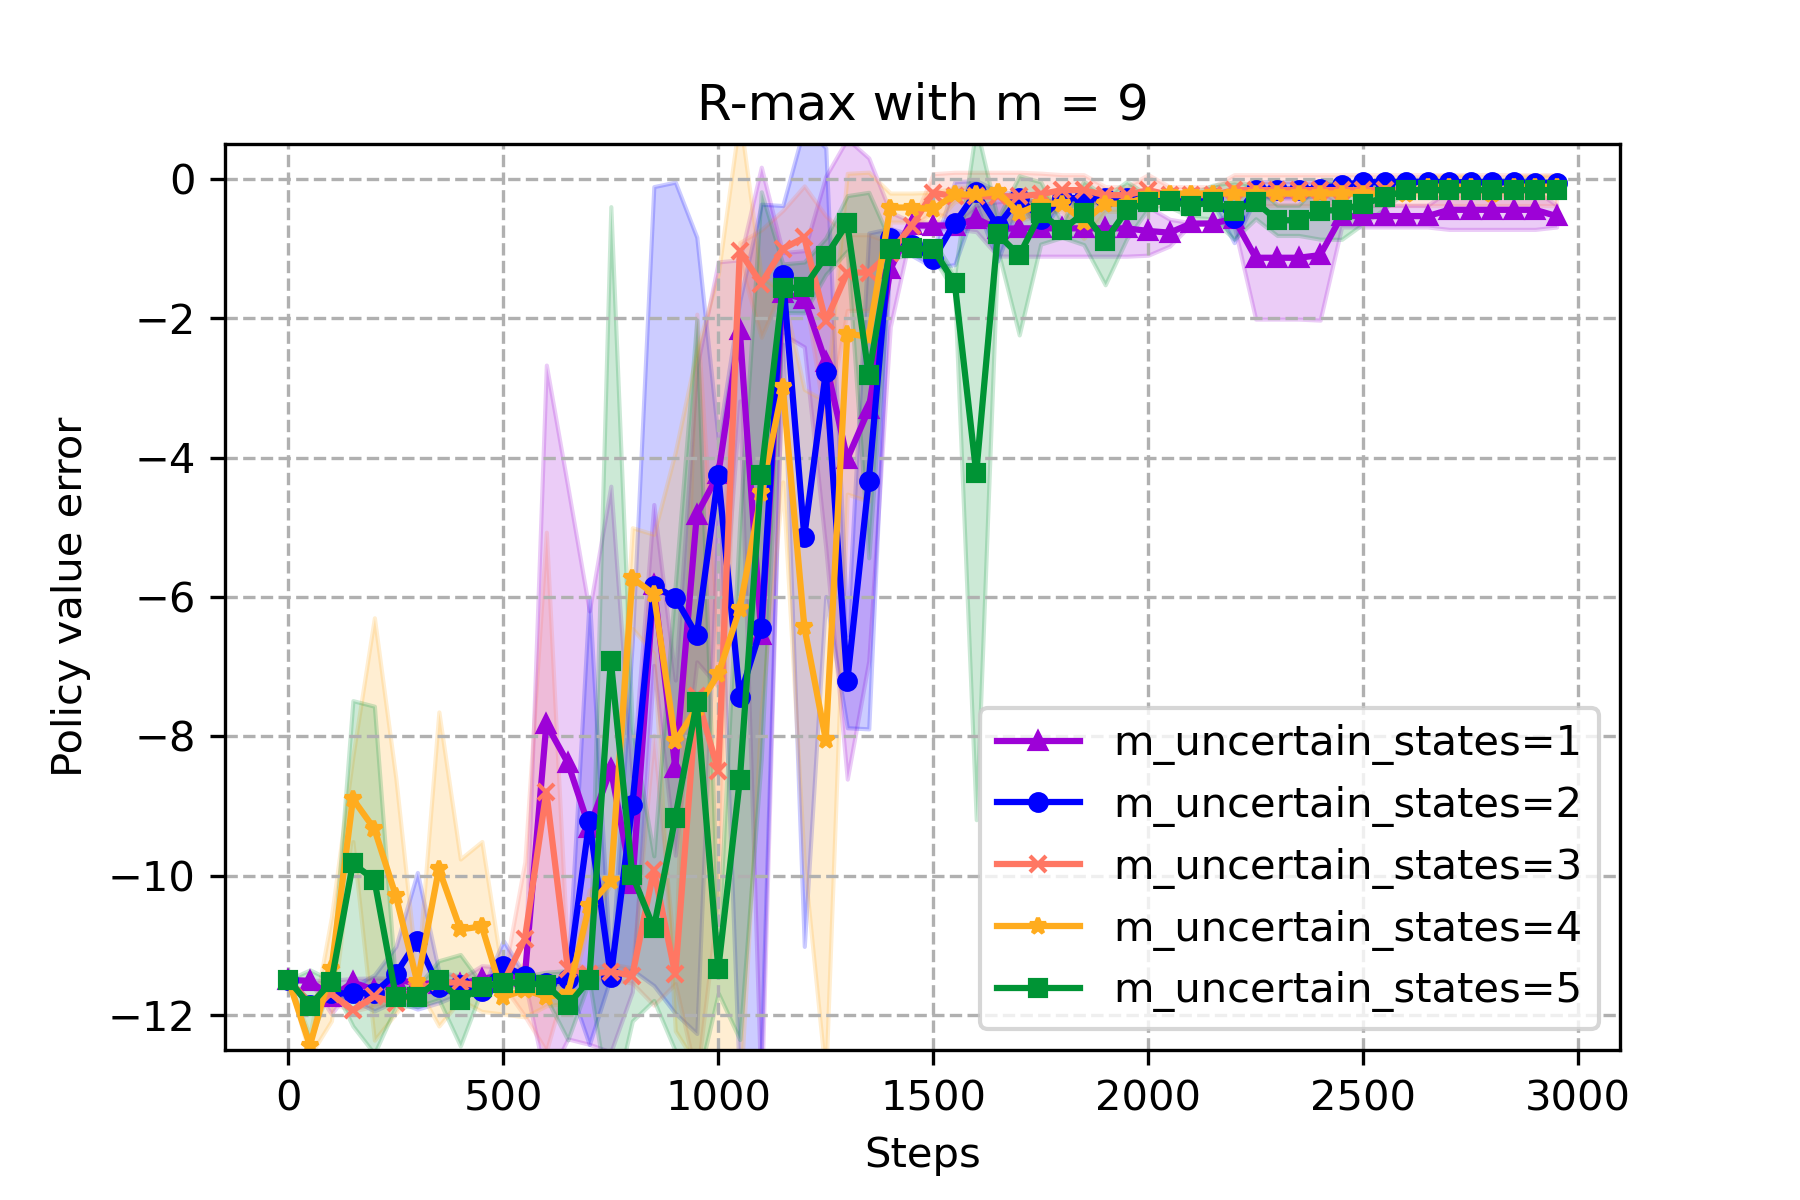 R-max with m = 9
Policy value error
0
−2
−4
−6
−8
−10
−12
m_uncertain_states=1
m_uncertain_states=2
m_uncertain_states=3
m_uncertain_states=4
m_uncertain_states=5
0 500 1000 1500 2000 2500 3000
Steps